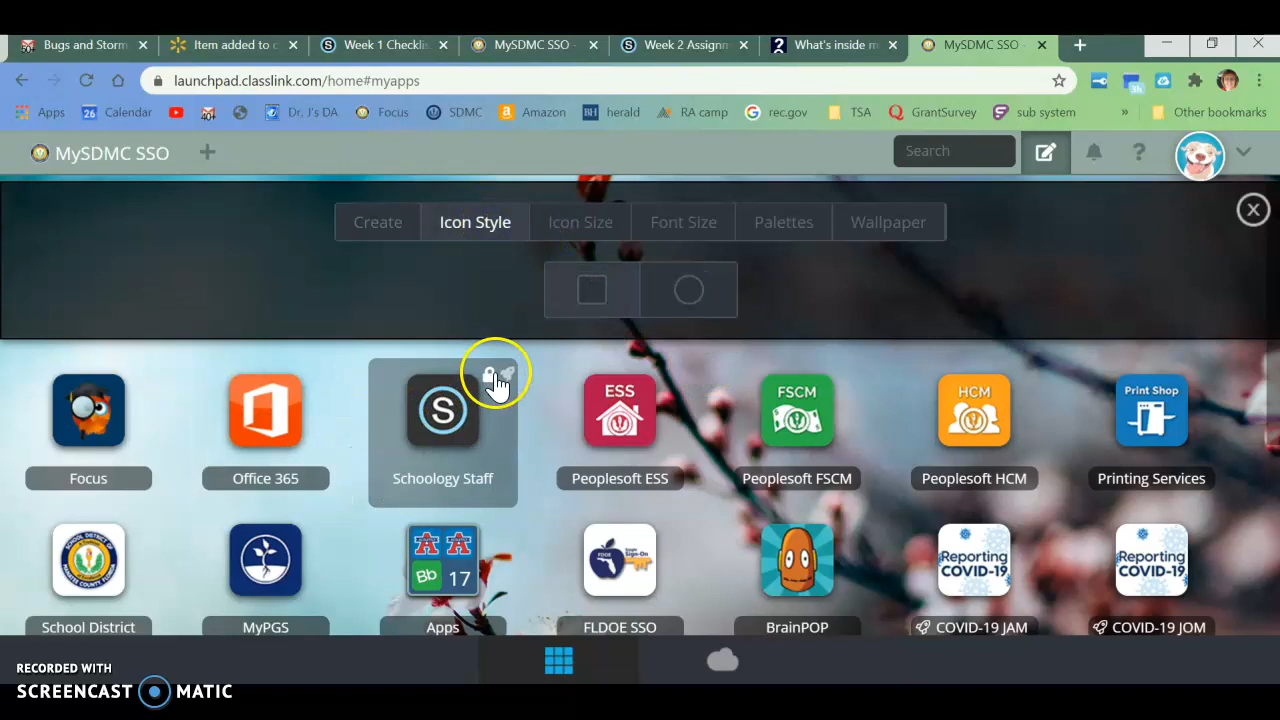 Bugs and Storm
Item added to c
Week 1 Checklis
MySDMC SSO -
Week 2 Assignm
What's inside m
MySDMC SSO -
launchpad.classlink.com/home#myapps
Apps
26 Calendar
Dr. J's DA
Focus
SDMC
Amazon
BH herald
RA camp
rec.gov
TSA
GrantSurvey
sub system
»
Other bookmarks
MySDMC SSO
Search
Create
Icon Style
Icon Size
Font Size
Palettes
Wallpaper
S
ESS
FSCM
HCM
Print Shop
Focus
Office 365
Schoology Staff
Peoplesoft ESS
Peoplesoft FSCM
Peoplesoft HCM
Printing Services
Bb 17
Reporting
COVID-19
Reporting
COVID-19
School District
MyPGS
Apps
FLDOE SSO
BrainPOP
COVID-19 JAM
COVID-19 JOM
RECORDED WITH
SCREENCAST MATIC